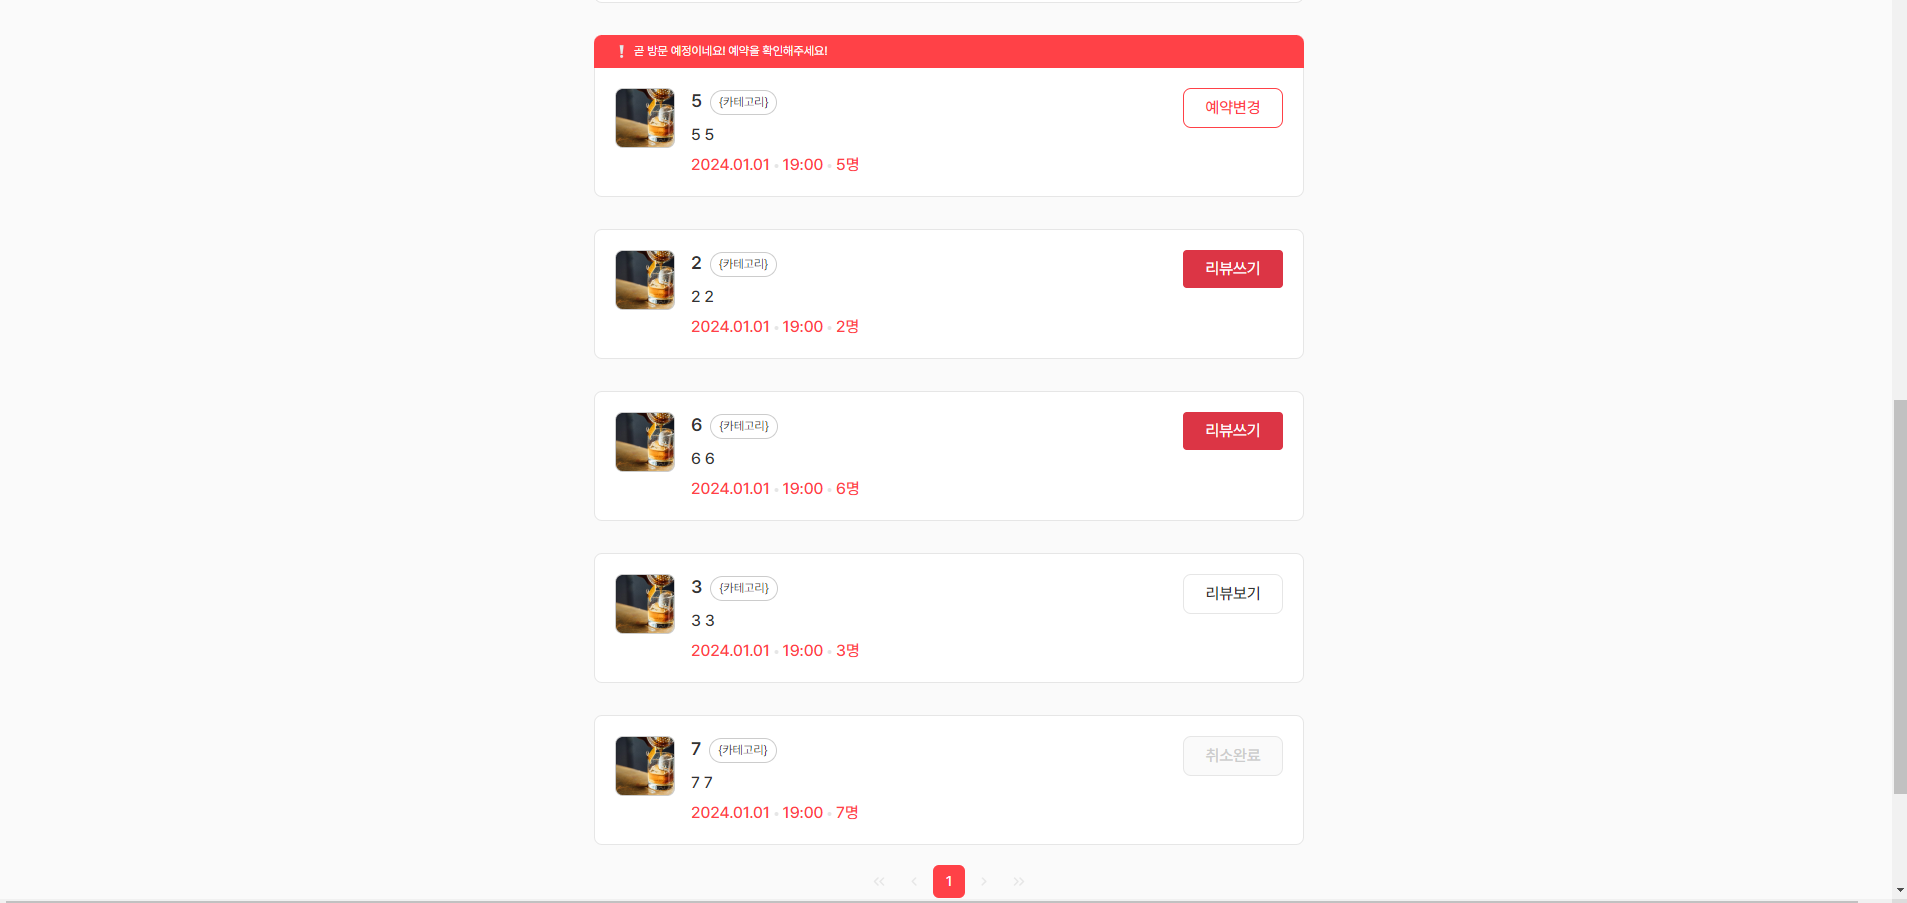 ❗ 곧 방문 예정이네요! 예약을 확인해주세요!
5 {카테고리} 예약변경
5 5
2024.01.01 19:00 5명
2 {카테고리} 리뷰쓰기
2 2
2024.01.01 19:00 2명
6 {카테고리} 리뷰쓰기
6 6
2024.01.01 19:00 6명
3 {카테고리} 리뷰보기
3 3
2024.01.01 19:00 3명
7 {카테고리} 취소완료
7 7
2024.01.01 19:00 7명
« ‹ 1 › »